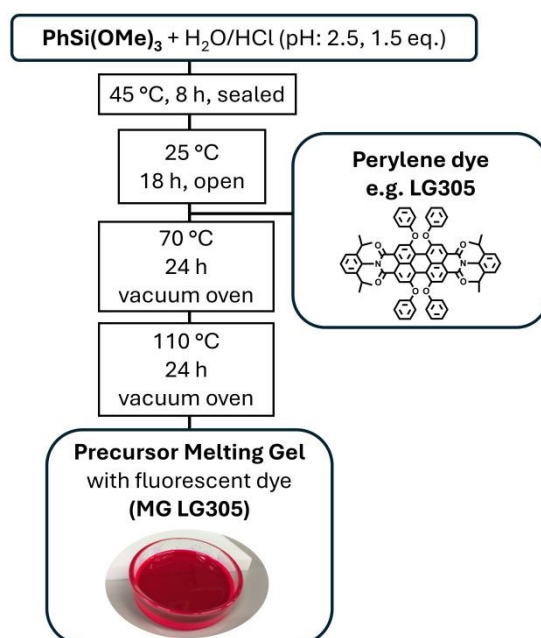 PhSi(OMe)₃ + H₂O/HCl (pH: 2.5, 1.5 eq.)
45 °C, 8 h, sealed
25 °C
18 h, open
Perylene dye
e.g. LG305
O O
O O
N N
O O
O O
70 °C
24 h
vacuum oven
110 °C
24 h
vacuum oven
Precursor Melting Gel
with fluorescent dye
(MG LG305)